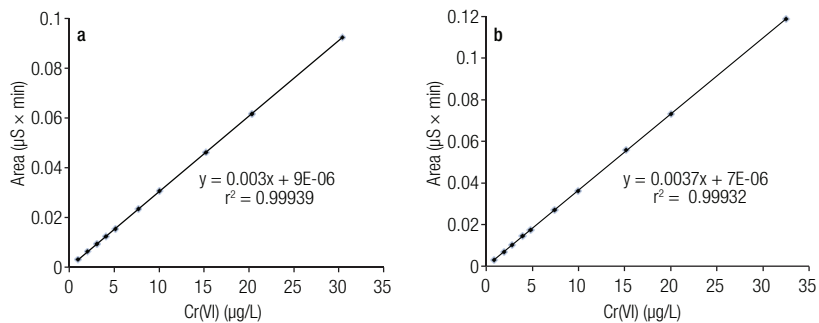 a
Area (µS × min)
0.1
0.08
0.06
0.04
0.02
0
y = 0.003x + 9E-06
r² = 0.99939
0 5 10 15 20 25 30 35
Cr(VI) (µg/L)
b
Area (µS × min)
0.12
0.1
0.08
0.06
0.04
0.02
0
y = 0.0037x + 7E-06
r² = 0.99932
0 5 10 15 20 25 30 35
Cr(VI) (µg/L)